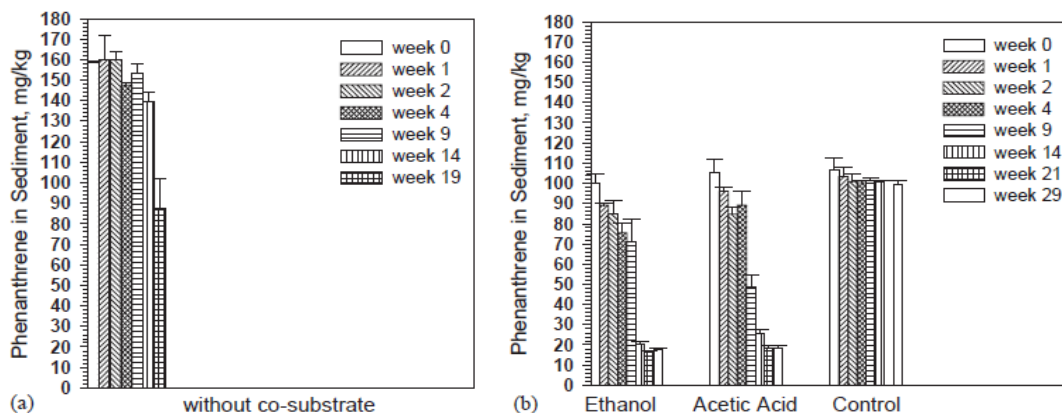 180
170
160
150
140
130
120
110
100
90
80
70
60
50
40
30
20
10
0
Phenanthrene in Sediment, mg/kg
week 0
week 1
week 2
week 4
week 9
week 14
week 19
(a)
without co-substrate
180
170
160
150
140
130
120
110
100
90
80
70
60
50
40
30
20
10
0
Phenanthrene in Sediment, mg/kg
week 0
week 1
week 2
week 4
week 9
week 14
week 21
week 29
(b)
Ethanol Acetic Acid Control